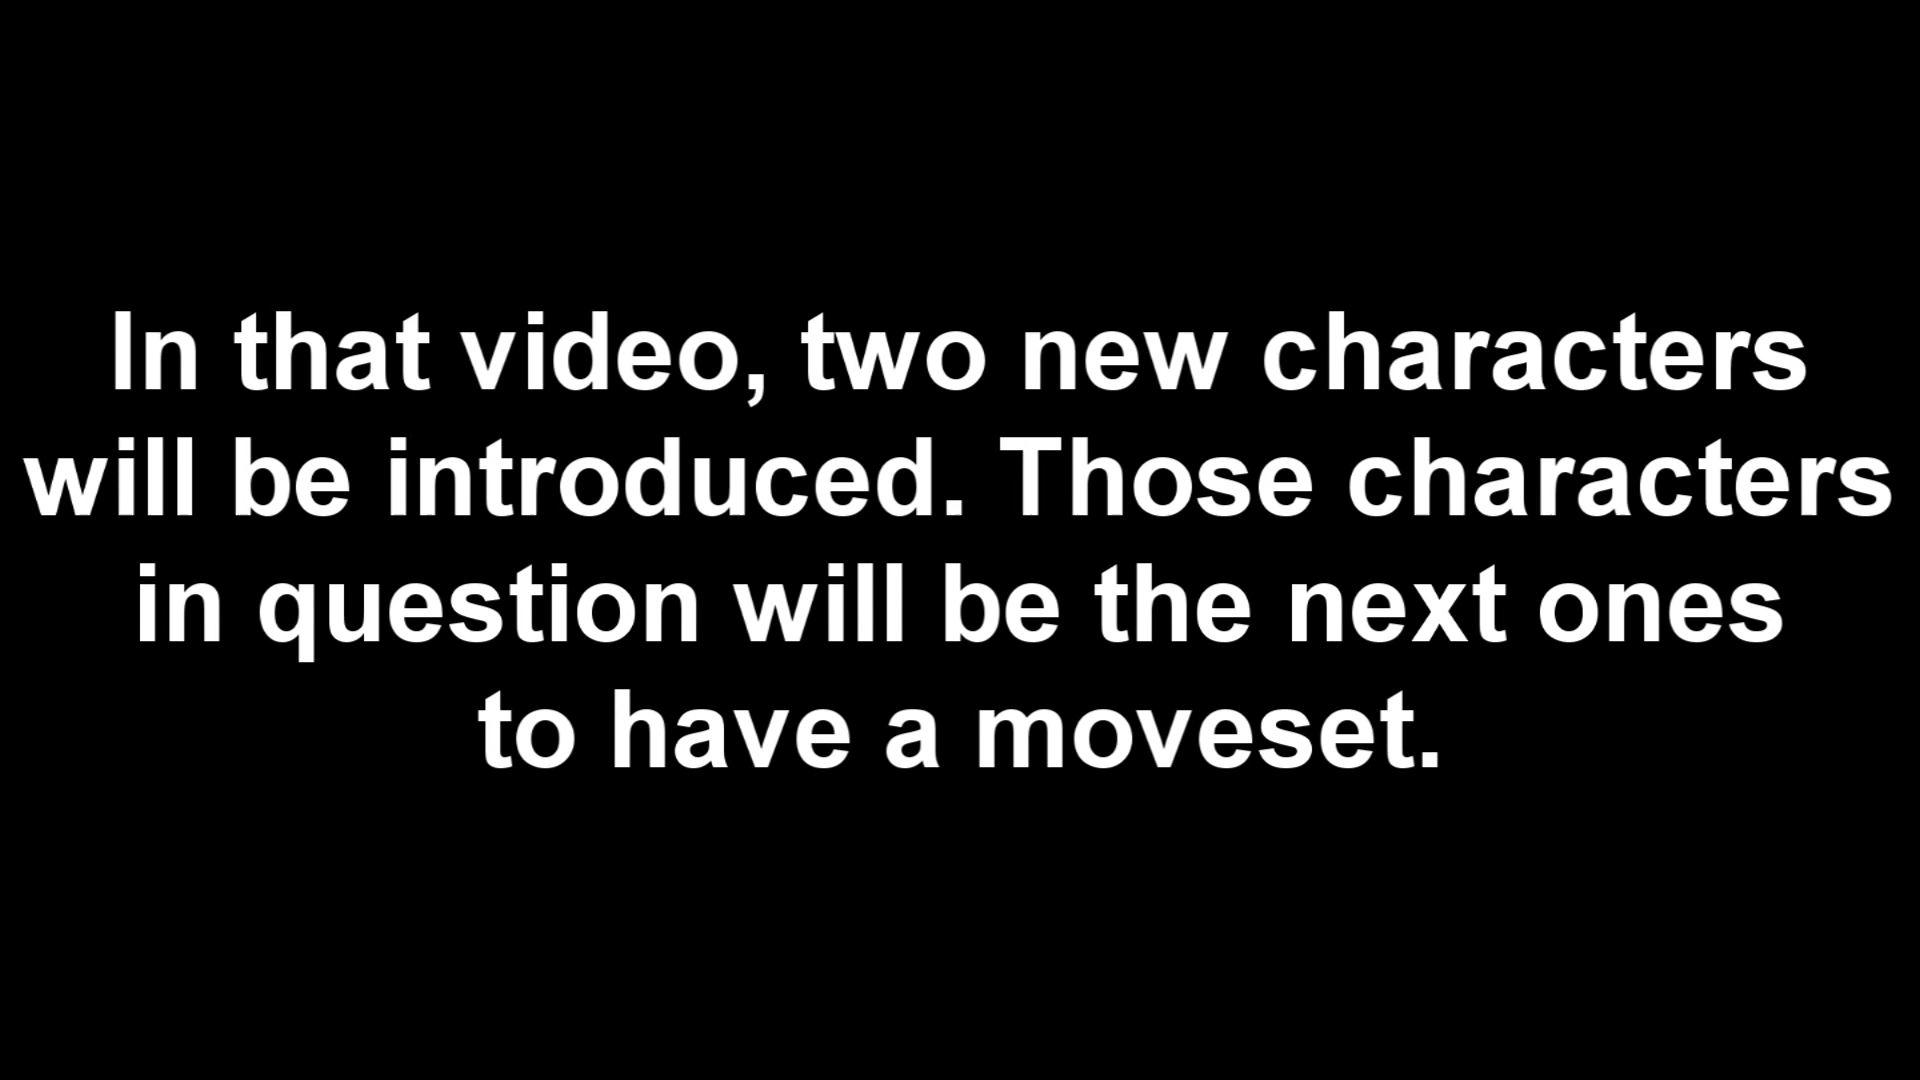 In that video, two new characters
will be introduced. Those characters
in question will be the next ones
to have a moveset.